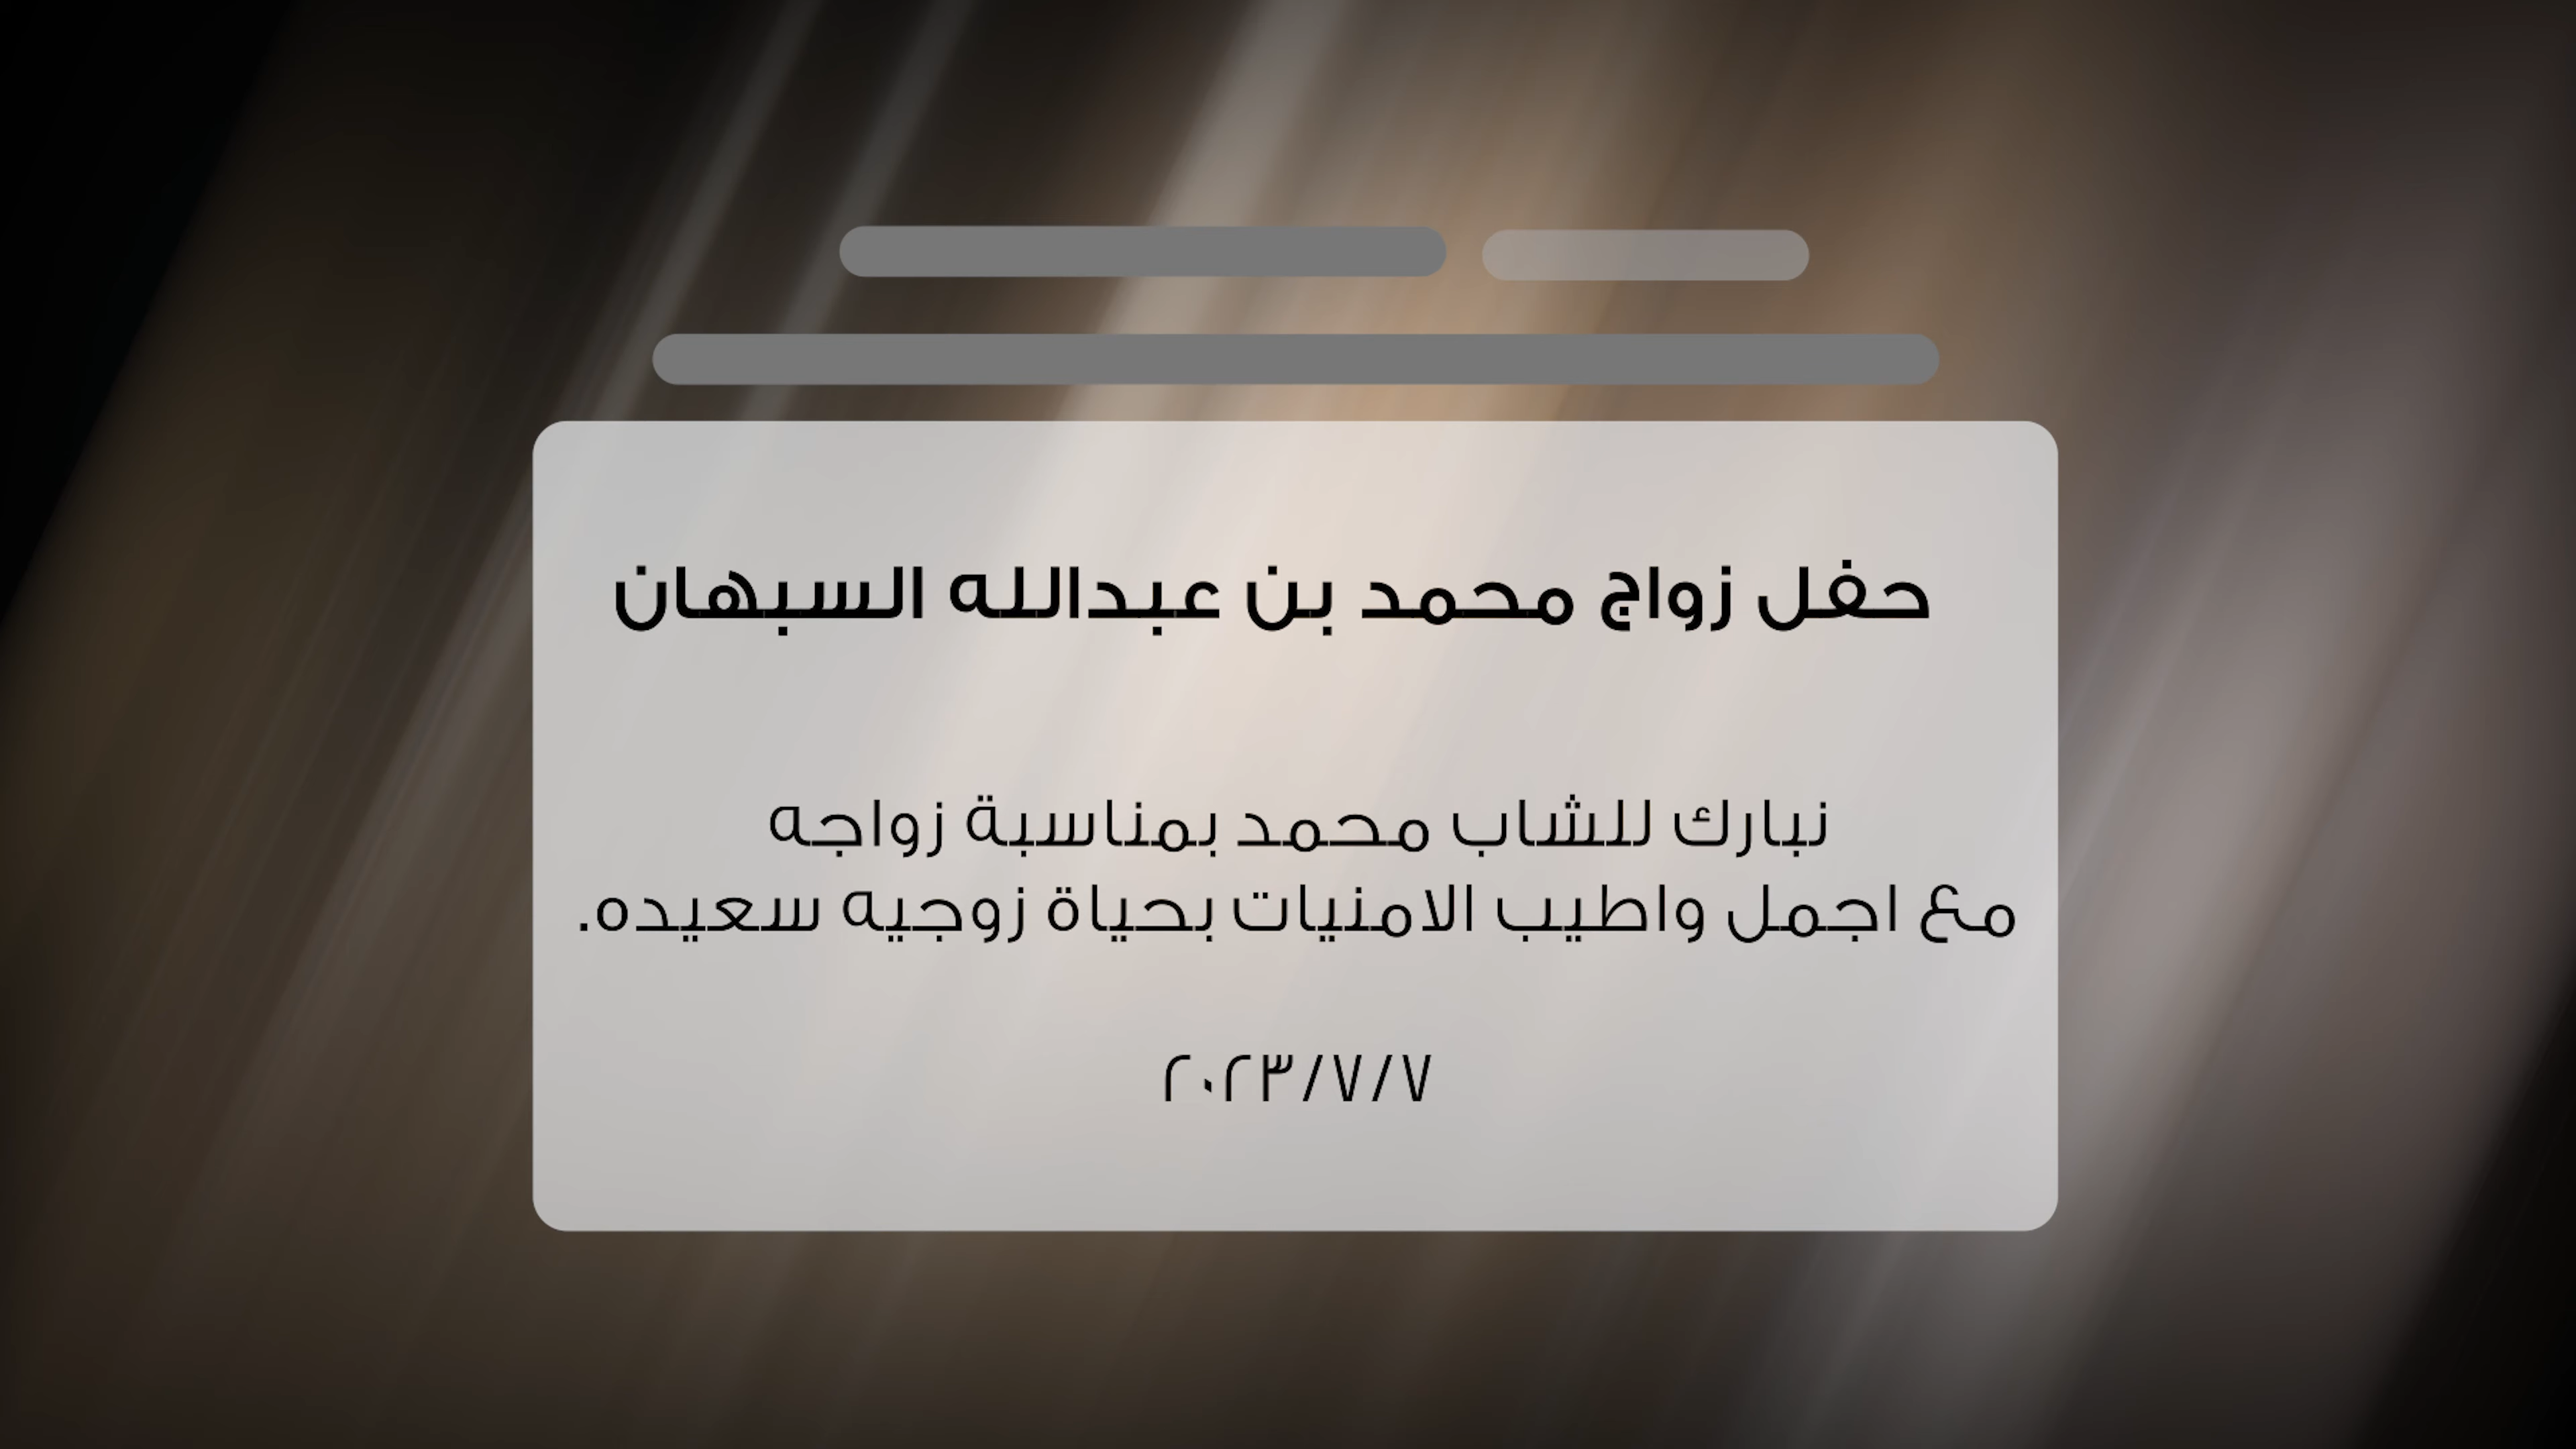 حفل زواج محمد بن عبدالله السبهان
نبارك للشاب محمد بمناسبة زواجه
مع اجمل واطيب الامنيات بحياة زوجيه سعيده.
٢٠٢٣/٧/٧